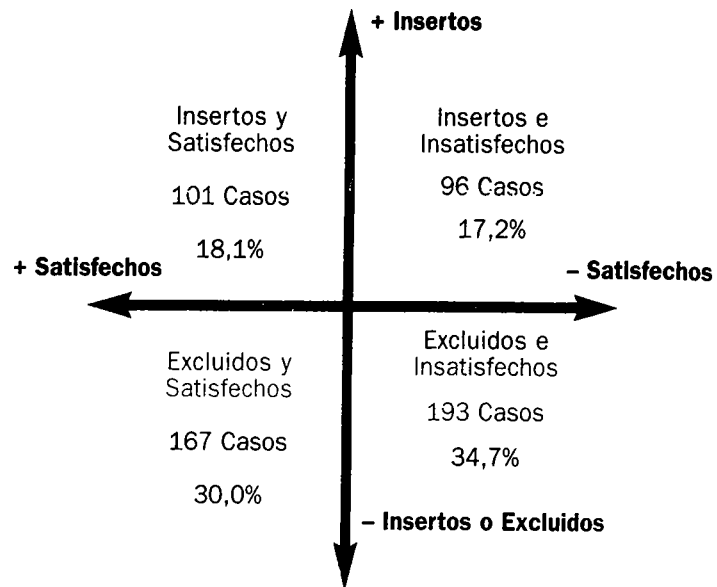 + Insertos
Insertos y
Satisfechos
101 Casos
18,1%
Insertos e
Insatisfechos
96 Casos
17,2%
+ Satisfechos
– Satisfechos
Excluidos y
Satisfechos
167 Casos
30,0%
Excluidos e
Insatisfechos
193 Casos
34,7%
– Insertos o Excluidos